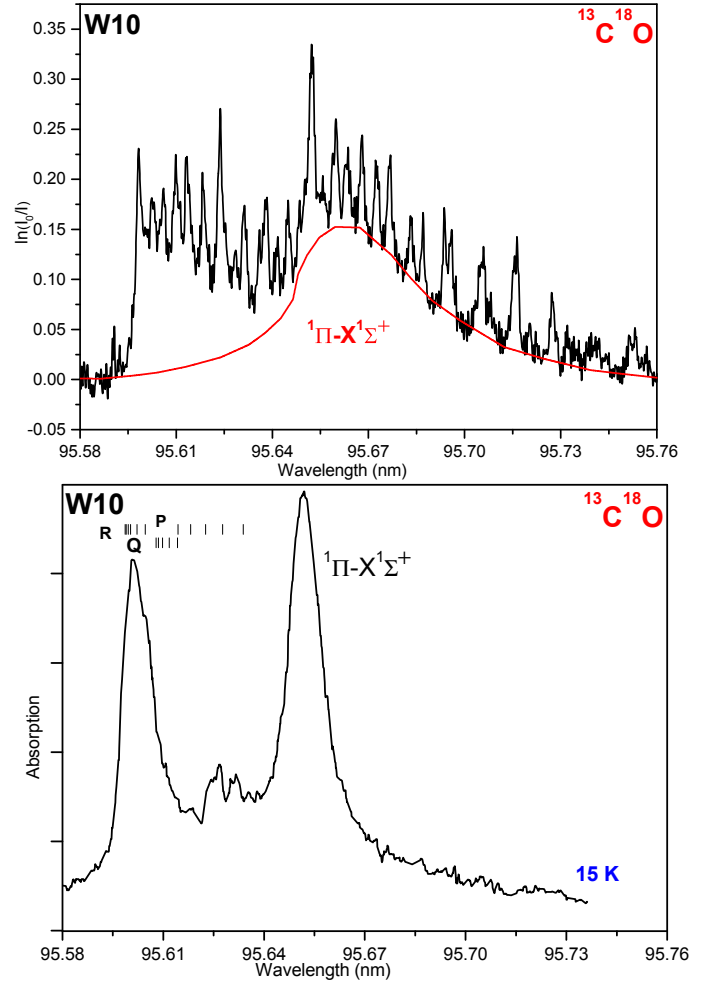 W10
¹³C¹⁸O
0.35
0.30
0.25
0.20
0.15
0.10
0.05
0.00
-0.05
ln(I₀/I)
¹Π-X¹Σ⁺
95.58 95.61 95.64 95.67 95.70 95.73 95.76
Wavelength (nm)
W10
¹³C¹⁸O
P
R
Q
¹Π-X¹Σ⁺
Absorption
15 K
95.58 95.61 95.64 95.67 95.70 95.73 95.76
Wavelength (nm)